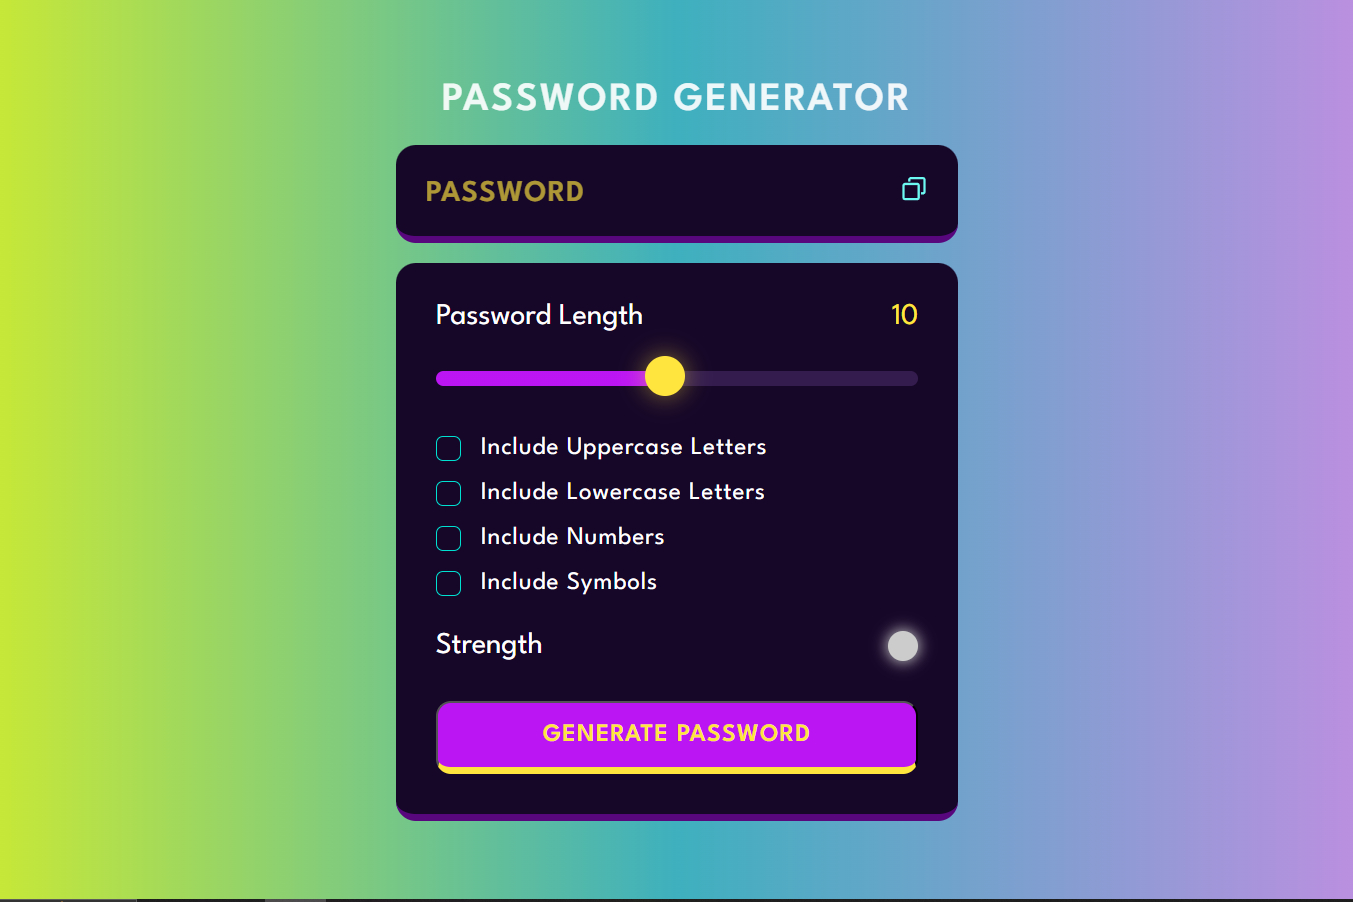 PASSWORD GENERATOR
PASSWORD
Password Length 10
Include Uppercase Letters
Include Lowercase Letters
Include Numbers
Include Symbols
Strength
GENERATE PASSWORD